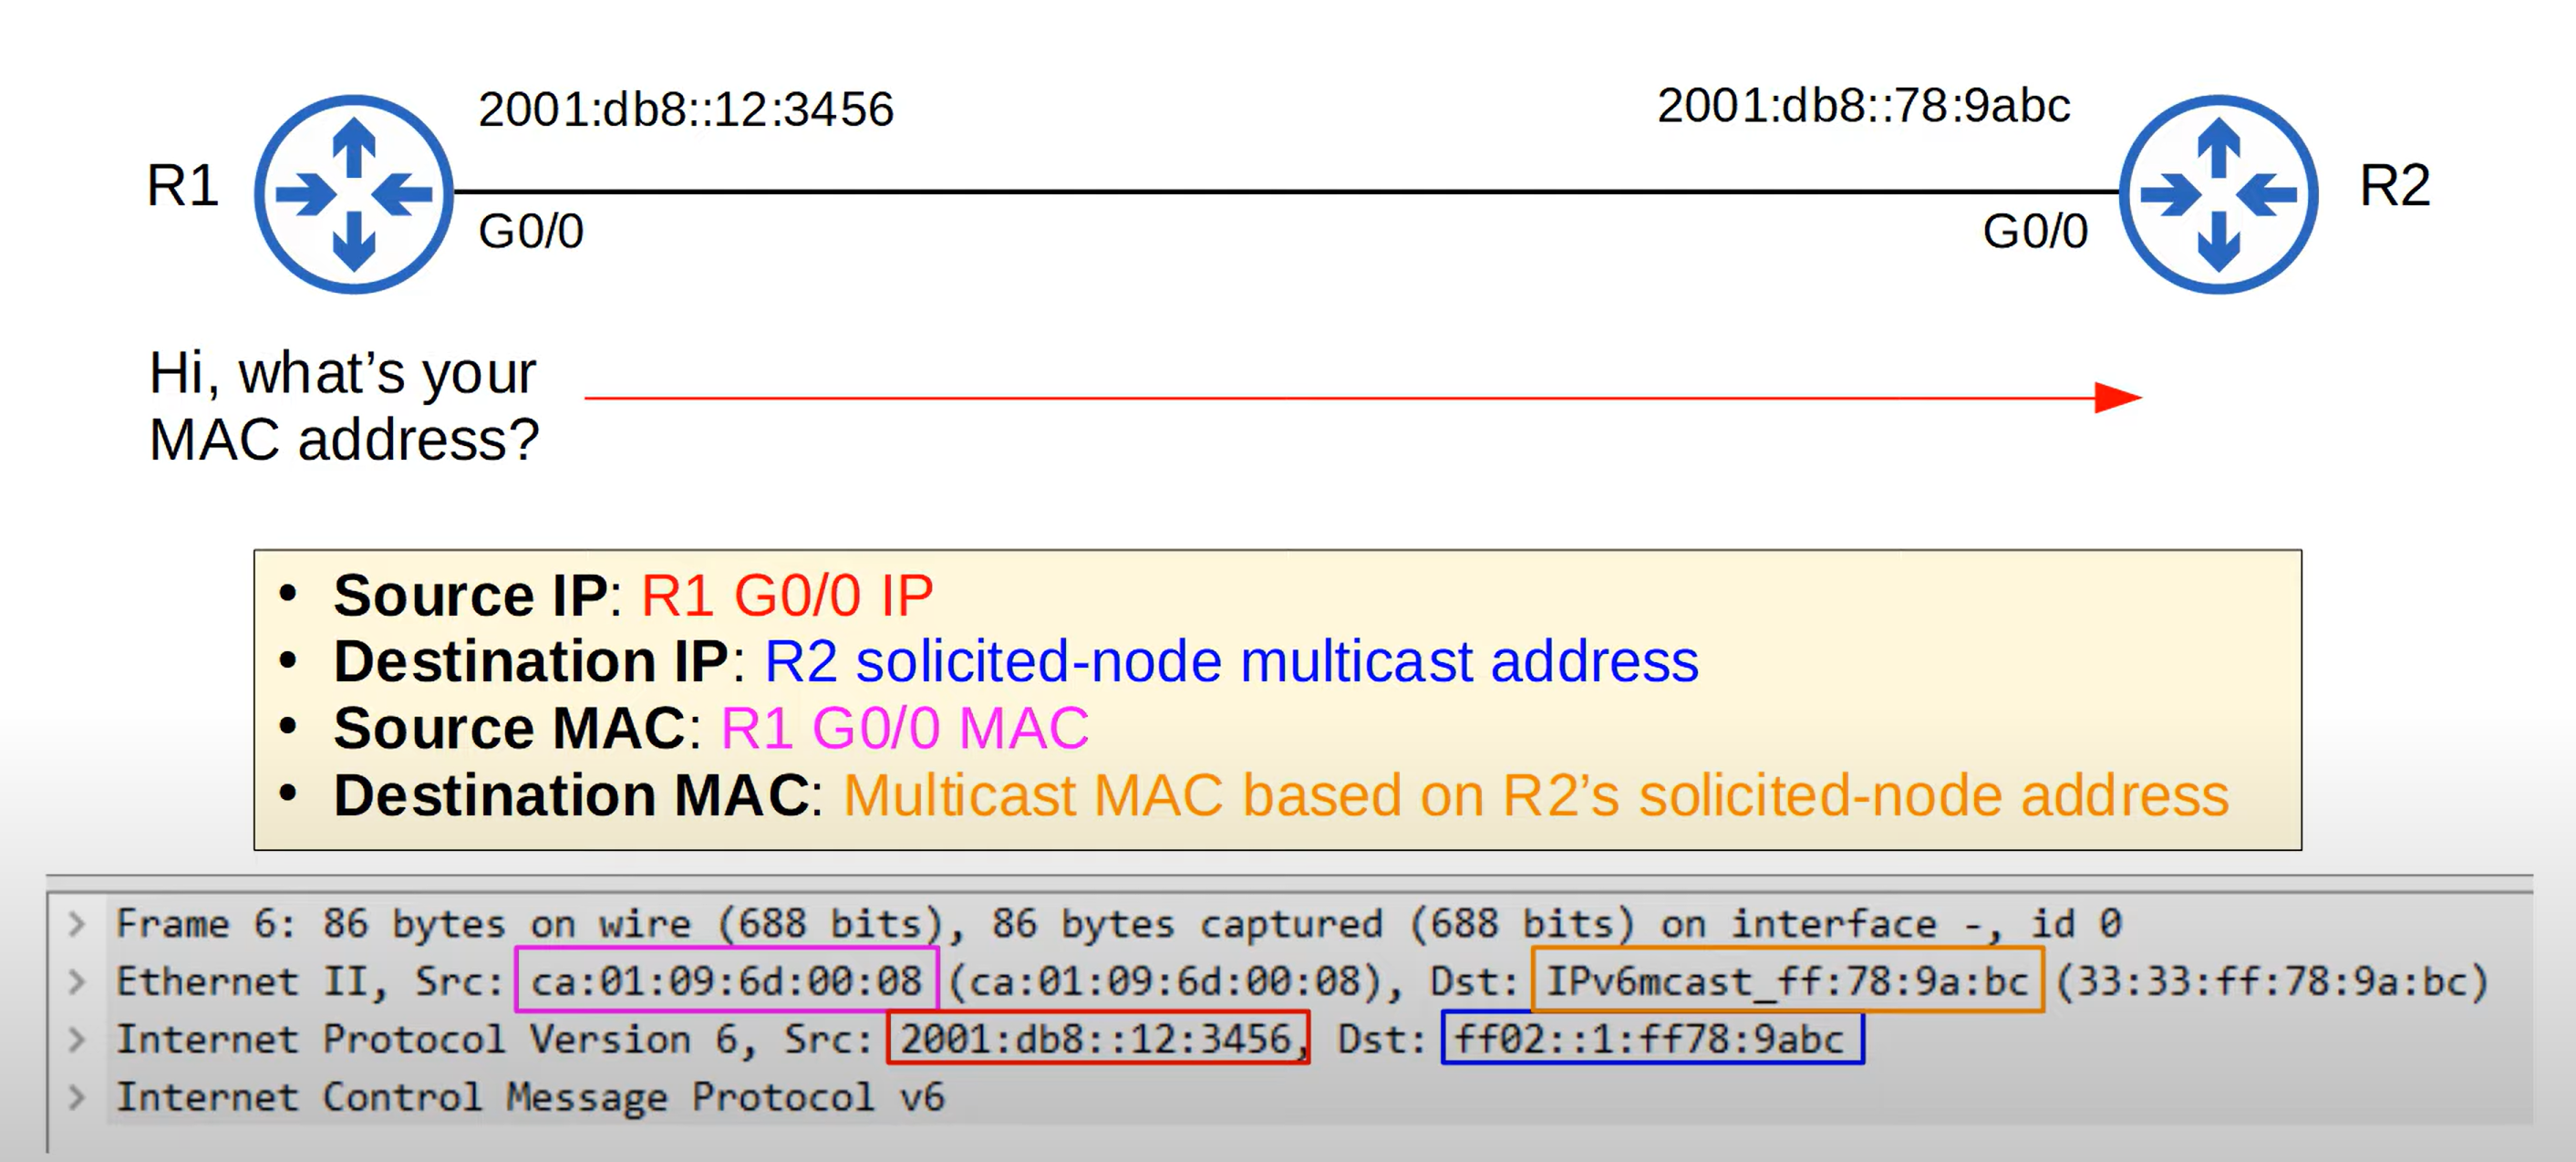 2001:db8::12:3456
2001:db8::78:9abc
R1
R2
G0/0
G0/0
Hi, what’s your
MAC address?
• Source IP: R1 G0/0 IP
• Destination IP: R2 solicited-node multicast address
• Source MAC: R1 G0/0 MAC
• Destination MAC: Multicast MAC based on R2’s solicited-node address
> Frame 6: 86 bytes on wire (688 bits), 86 bytes captured (688 bits) on interface -, id 0
> Ethernet II, Src: ca:01:09:6d:00:08 (ca:01:09:6d:00:08), Dst: IPv6mcast_ff:78:9a:bc (33:33:ff:78:9a:bc)
> Internet Protocol Version 6, Src: 2001:db8::12:3456, Dst: ff02::1:ff78:9abc
> Internet Control Message Protocol v6